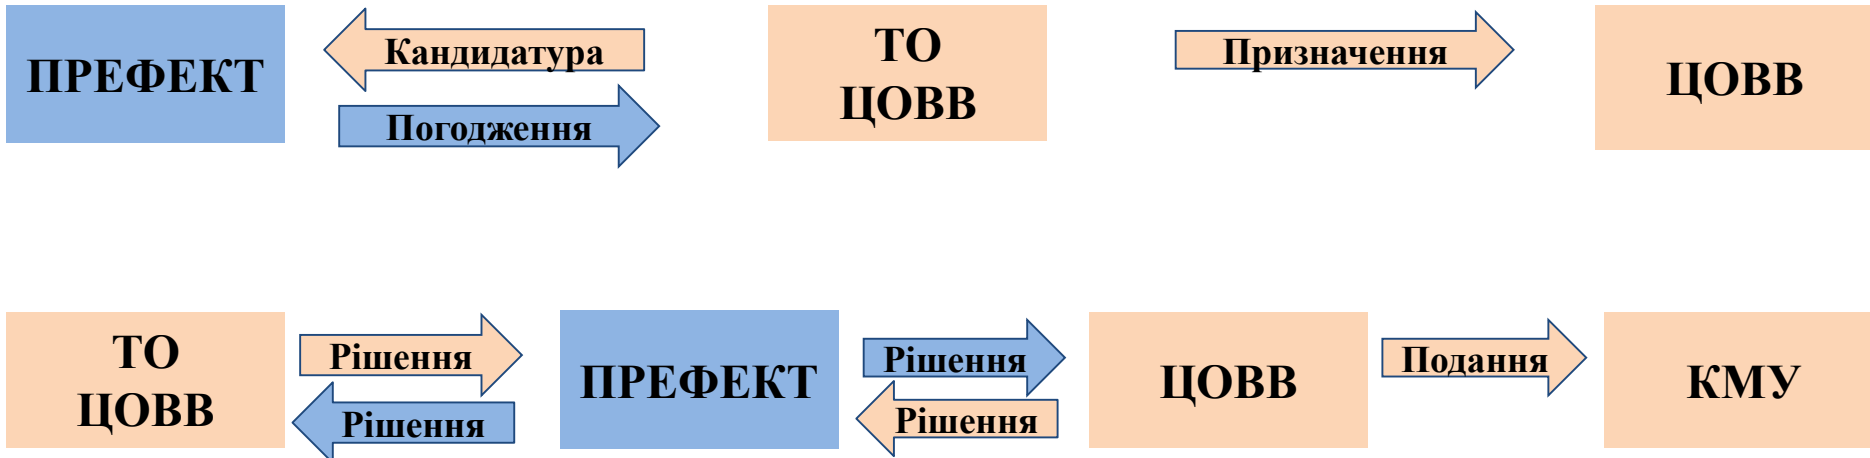 ПРЕФЕКТ
Кандидатура
Погодження
ТО
ЦОВВ
Призначення
ЦОВВ
ТО
ЦОВВ
Рішення
Рішення
ПРЕФЕКТ
Рішення
Рішення
ЦОВВ
Подання
КМУ